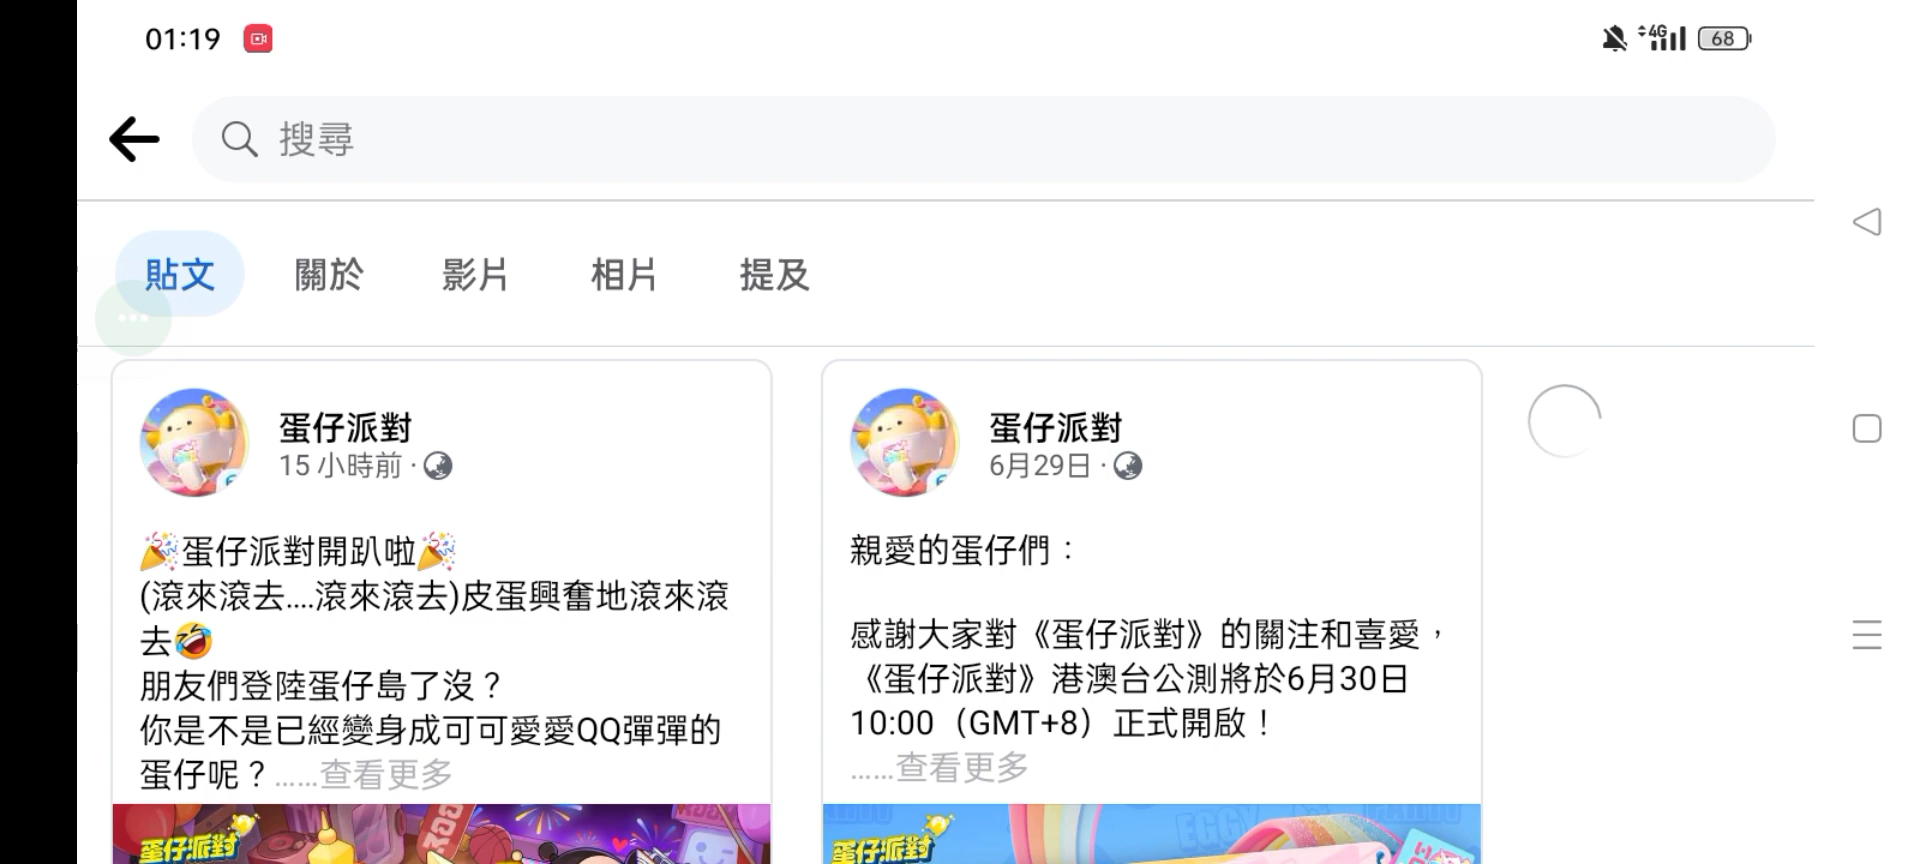 01:19
4G
68
搜尋
貼文 關於 影片 相片 提及
蛋仔派對
15 小時前 ·
🎉蛋仔派對開趴啦🎉
(滾來滾去....滾來滾去)皮蛋興奮地滾來滾
去🤣
朋友們登陸蛋仔島了沒？
你是不是已經變身成可可愛愛QQ彈彈的
蛋仔呢？......查看更多
蛋仔派對
蛋仔派對
6月29日 ·
親愛的蛋仔們：
感謝大家對《蛋仔派對》的關注和喜愛，
《蛋仔派對》港澳台公測將於6月30日
10:00（GMT+8）正式開啟！
......查看更多
蛋仔派對
EGGY PARTY